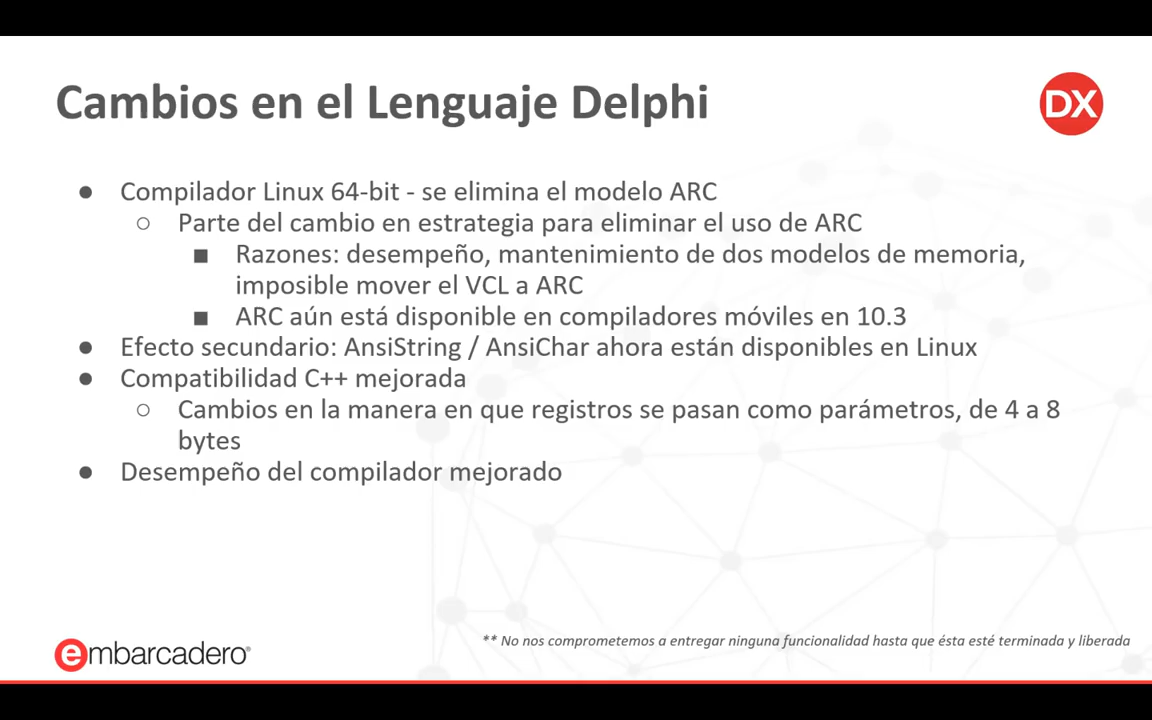 Cambios en el Lenguaje Delphi
DX
● Compilador Linux 64-bit - se elimina el modelo ARC
○ Parte del cambio en estrategia para eliminar el uso de ARC
■ Razones: desempeño, mantenimiento de dos modelos de memoria,
imposible mover el VCL a ARC
■ ARC aún está disponible en compiladores móviles en 10.3
● Efecto secundario: AnsiString / AnsiChar ahora están disponibles en Linux
● Compatibilidad C++ mejorada
○ Cambios en la manera en que registros se pasan como parámetros, de 4 a 8
bytes
● Desempeño del compilador mejorado
** No nos comprometemos a entregar ninguna funcionalidad hasta que ésta esté terminada y liberada
embarcadero®